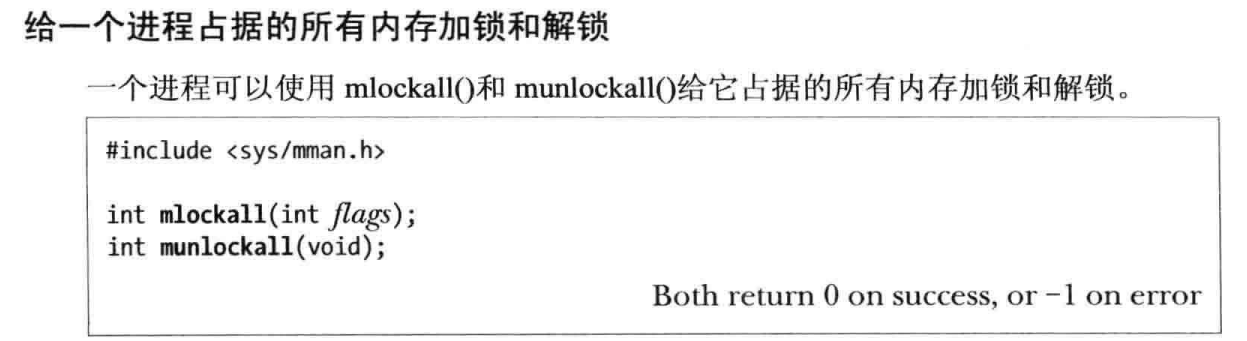 给一个进程占据的所有内存加锁和解锁
一个进程可以使用 mlockall()和 munlockall()给它占据的所有内存加锁和解锁。
#include <sys/mman.h>
int mlockall(int flags);
int munlockall(void);
Both return 0 on success, or −1 on error